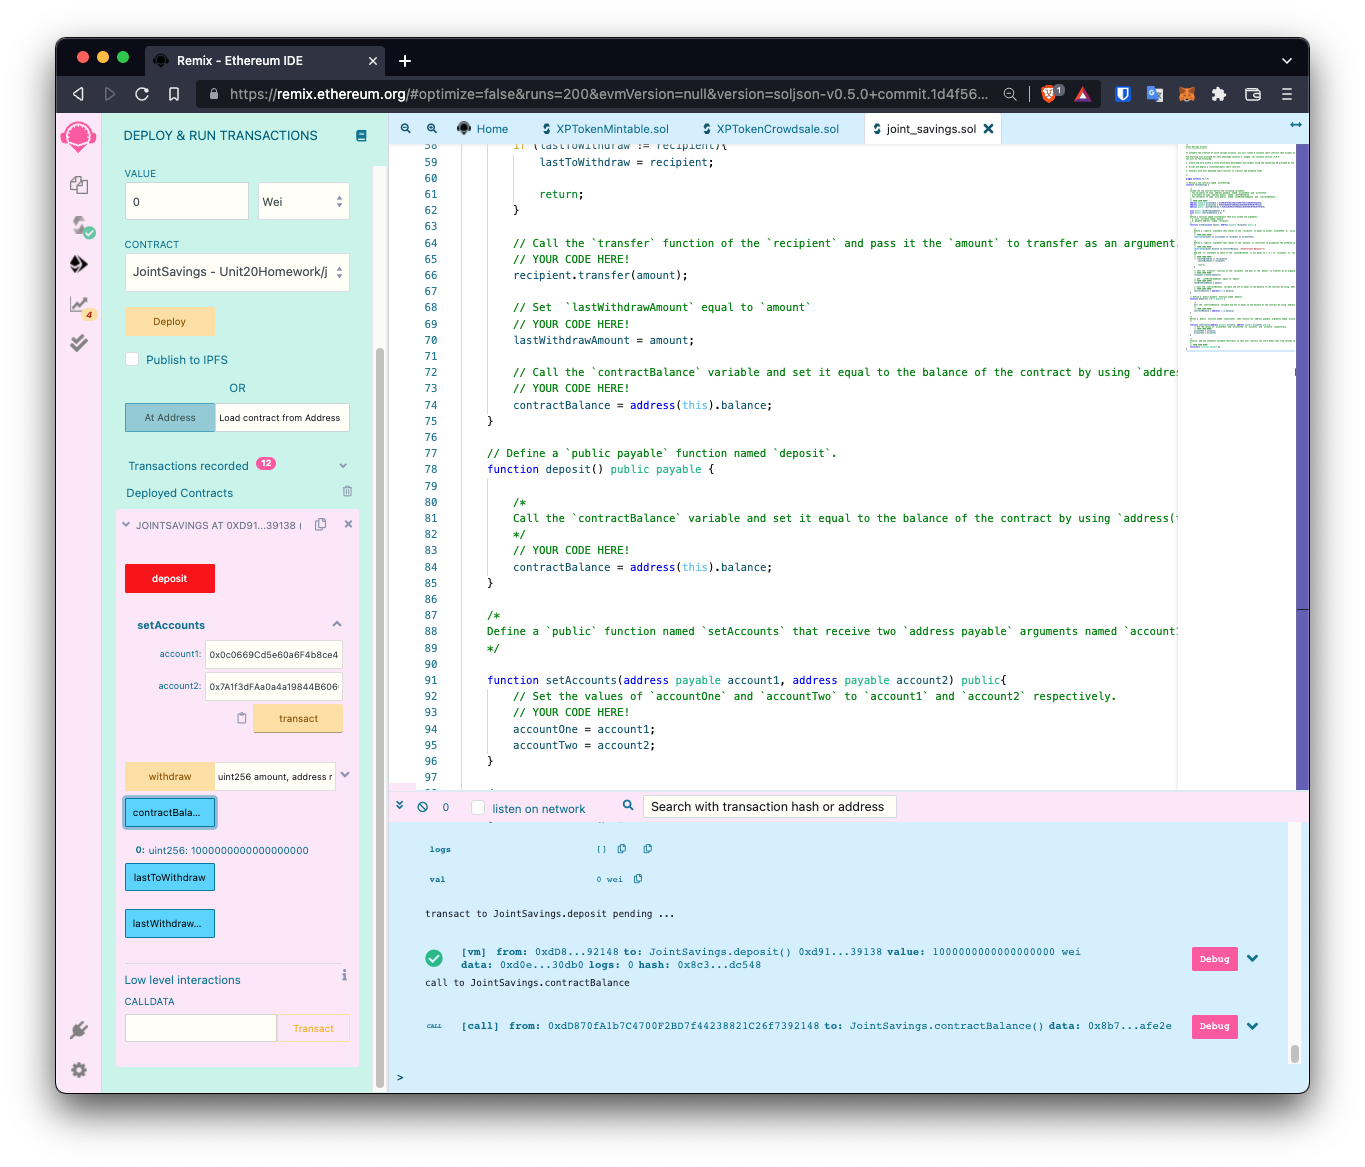 Remix - Ethereum IDE
https://remix.ethereum.org/#optimize=false&runs=200&evmVersion=null&version=soljson-v0.5.0+commit.1d4f56...
1
DEPLOY & RUN TRANSACTIONS
VALUE
0
Wei
CONTRACT
JointSavings - Unit20Homework/j
Deploy
4
Publish to IPFS
OR
At Address
Load contract from Address
Transactions recorded 12
Deployed Contracts
JOINTSAVINGS AT 0XD91...39138 (
deposit
setAccounts
account1: 0x0c0669Cd5e60a6F4b8ce4
account2: 0x7A1f3dFAa0a4a19844B606
transact
withdraw
uint256 amount, address r
contractBala...
0: uint256: 1000000000000000000
lastToWithdraw
lastWithdraw...
Low level interactions
CALLDATA
Transact
Home
XPTokenMintable.sol
XPTokenCrowdsale.sol
joint_savings.sol
58 if (lastToWithdraw != recipient){
59 lastToWithdraw = recipient;
60
61 return;
62 }
63
64 // Call the `transfer` function of the `recipient` and pass it the `amount` to transfer as an argument.
65 // YOUR CODE HERE!
66 recipient.transfer(amount);
67
68 // Set  `lastWithdrawAmount` equal to `amount`
69 // YOUR CODE HERE!
70 lastWithdrawAmount = amount;
71
72 // Call the `contractBalance` variable and set it equal to the balance of the contract by using `addres
73 // YOUR CODE HERE!
74 contractBalance = address(this).balance;
75 }
76
77 // Define a `public payable` function named `deposit`.
78 function deposit() public payable {
79
80 /*
81 Call the `contractBalance` variable and set it equal to the balance of the contract by using `address(t
82 */
83 // YOUR CODE HERE!
84 contractBalance = address(this).balance;
85 }
86
87 /*
88 Define a `public` function named `setAccounts` that receive two `address payable` arguments named `account1
89 */
90
91 function setAccounts(address payable account1, address payable account2) public{
92 // Set the values of `accountOne` and `accountTwo` to `account1` and `account2` respectively.
93 // YOUR CODE HERE!
94 accountOne = account1;
95 accountTwo = account2;
96 }
97
0
listen on network
Search with transaction hash or address
logs []
val 0 wei
transact to JointSavings.deposit pending ...
[vm] from: 0xdD8...92148 to: JointSavings.deposit() 0xd91...39138 value: 1000000000000000000 wei
data: 0xd0e...30db0 logs: 0 hash: 0x8c3...dc548
Debug
call to JointSavings.contractBalance
CALL [call] from: 0xdD870fA1b7C4700F2BD7f44238821C26f7392148 to: JointSavings.contractBalance() data: 0x8b7...afe2e
Debug
>